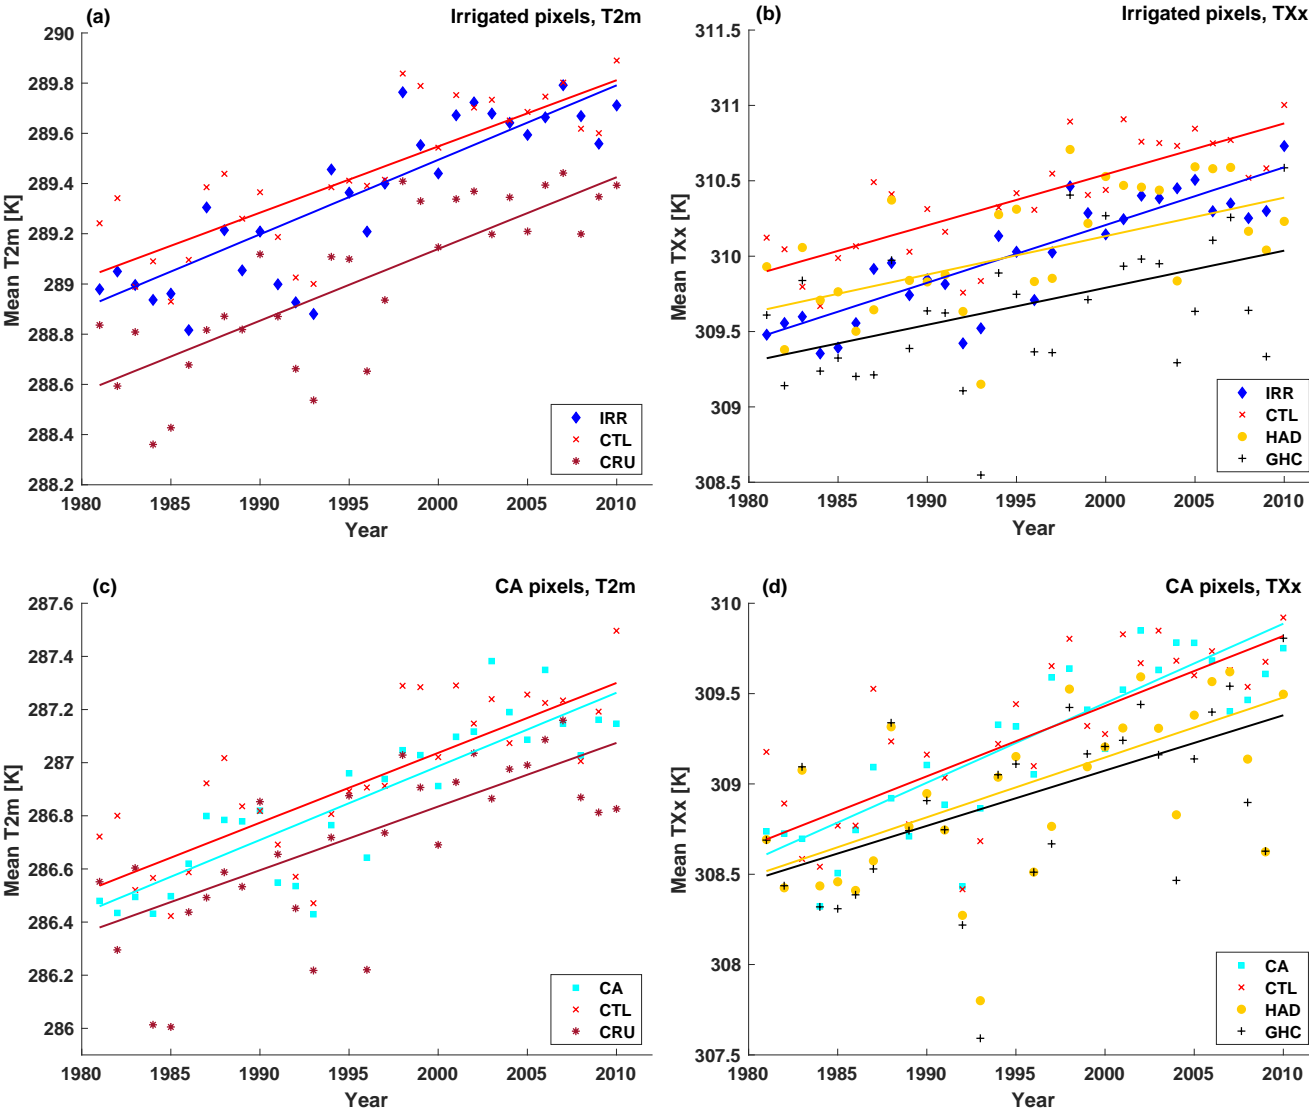 (a)
Irrigated pixels, T2m
290
289.8
289.6
289.4
289.2
289
288.8
288.6
288.4
288.2
Mean T2m [K]
IRR
CTL
CRU
1980 1985 1990 1995 2000 2005 2010
Year
(b)
Irrigated pixels, TXx
311.5
311
310.5
310
309.5
309
308.5
Mean TXx [K]
IRR
CTL
HAD
GHC
1980 1985 1990 1995 2000 2005 2010
Year
(c)
CA pixels, T2m
287.6
287.4
287.2
287
286.8
286.6
286.4
286.2
286
Mean T2m [K]
CA
CTL
CRU
1980 1985 1990 1995 2000 2005 2010
Year
(d)
CA pixels, TXx
310
309.5
309
308.5
308
307.5
Mean TXx [K]
CA
CTL
HAD
GHC
1980 1985 1990 1995 2000 2005 2010
Year